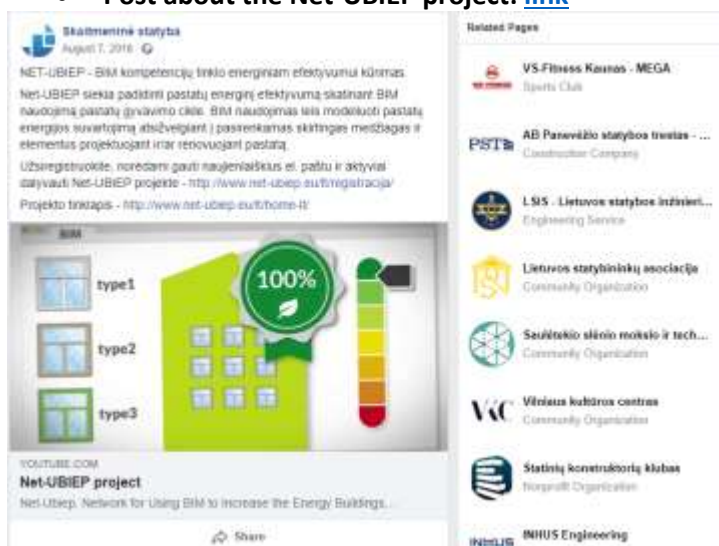 • Post about the Net-UBIEP project: link
Skaitmeninė statyba
August 7, 2018
NET-UBIEP - BIM kompetencijų tinklo energiniam efektyvumui kūrimas.
Net-UBIEP siekia padidinti pastatų energinį efektyvumą skatinant BIM
naudojimą pastatų gyvavimo cikle. BIM naudojimas leis modeliuoti pastatų
energijos suvartojimą atsižvelgiant į pasirenkamas skirtingas medžiagas ir
elementus projektuojant ir/ar renovuojant pastatą.
Užsiregistruokite, norėdami gauti naujienlaiškius el. paštu ir aktyviai
dalyvauti Net-UBIEP projekte - http://www.net-ubiep.eu/lt/registracija/
Projekto tinklapis - http://www.net-ubiep.eu/lt/home-lt/
BIM
type1
type2
type3
100%
YOUTUBE.COM
Net-UBIEP project
Net-Ubiep. Network for Using BIM to Increase the Energy Buildings...
Share
Related Pages
VS-Fitness Kaunas - MEGA
Sports Club
PST
AB Panevėžio statybos trestas - ...
Construction Company
LSIS - Lietuvos statybos inžinieri...
Engineering Service
Lietuvos statybininkų asociacija
Community Organization
Saulėtekio slėnio mokslo ir tech...
Community Organization
VKC
Vilniaus kultūros centras
Community Organization
Statinių konstruktorių klubas
Nonprofit Organization
INHUS
INHUS Engineering